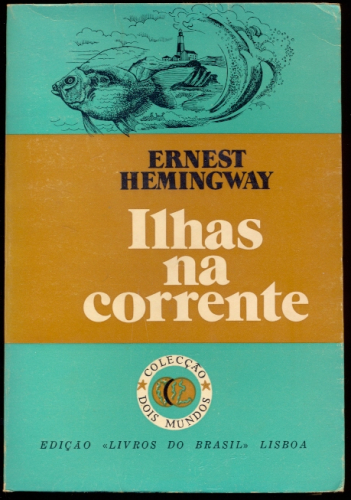 ERNEST
HEMINGWAY
Ilhas
na
corrente
COLECÇÃO
DOIS MUNDOS
EDIÇÃO «LIVROS DO BRASIL» LISBOA